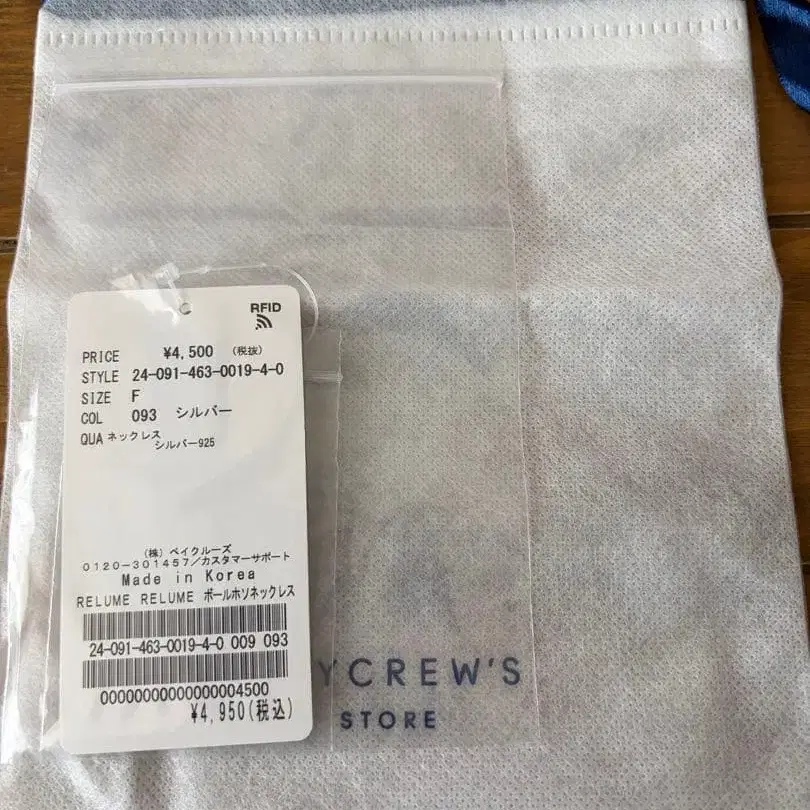 RFID
PRICE ¥4,500 (税抜)
STYLE 24-091-463-0019-4-0
SIZE F
COL 093 シルバー
QUA ネックレス
シルバー925
(株) ベイクルーズ
0120-301457/カスタマーサポート
Made in Korea
RELUME RELUME ボールホソネックレス
24-091-463-0019-4-0 009 093
00000000000000004500
¥4,950(税込)
YCREW'S
STORE